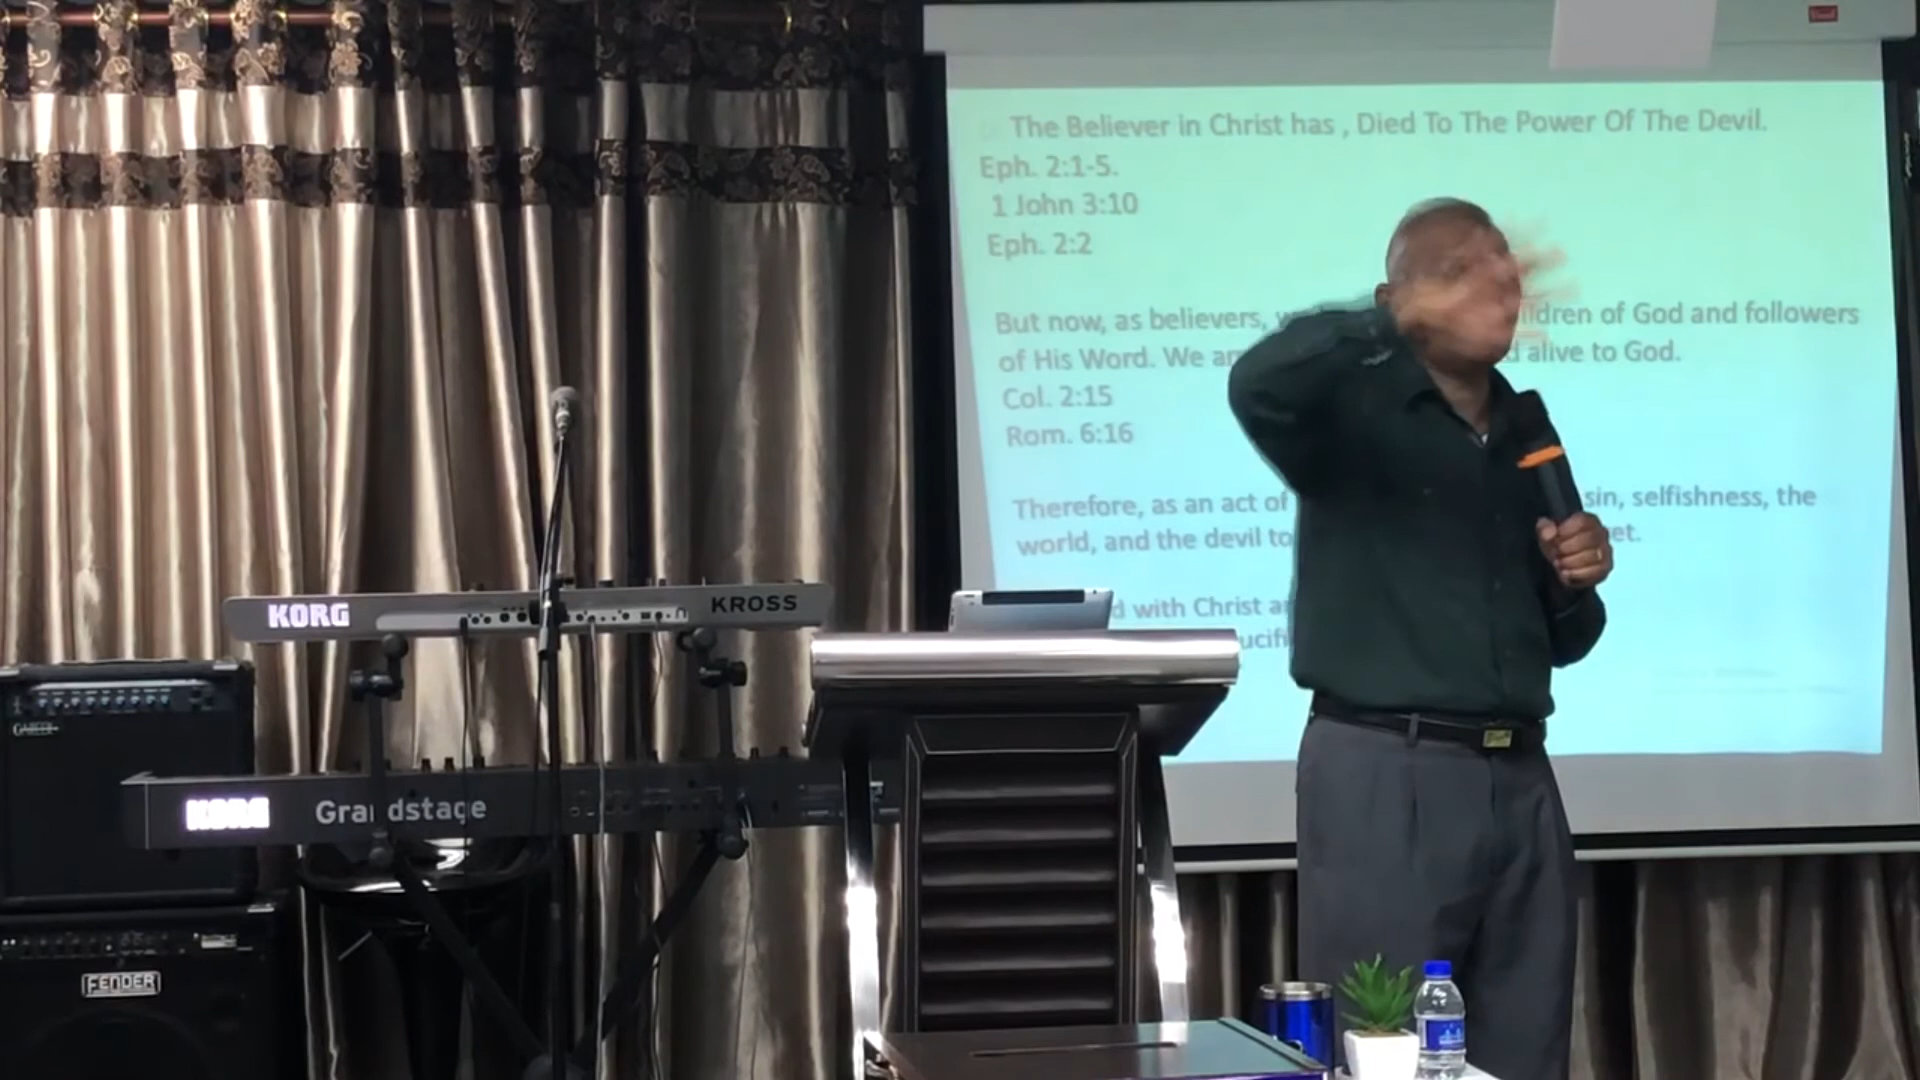 The Believer in Christ has , Died To The Power Of The Devil.
Eph. 2:1-5.
1 John 3:10
Eph. 2:2
But now, as believers, ildren of God and followers
of His Word. We ar d alive to God.
Col. 2:15
Rom. 6:16
Therefore, as an act of sin, selfishness, the
world, and the devil to et.
d with Christ a
ucifi
KORG
KROSS
KORG Grandstage
FENDER